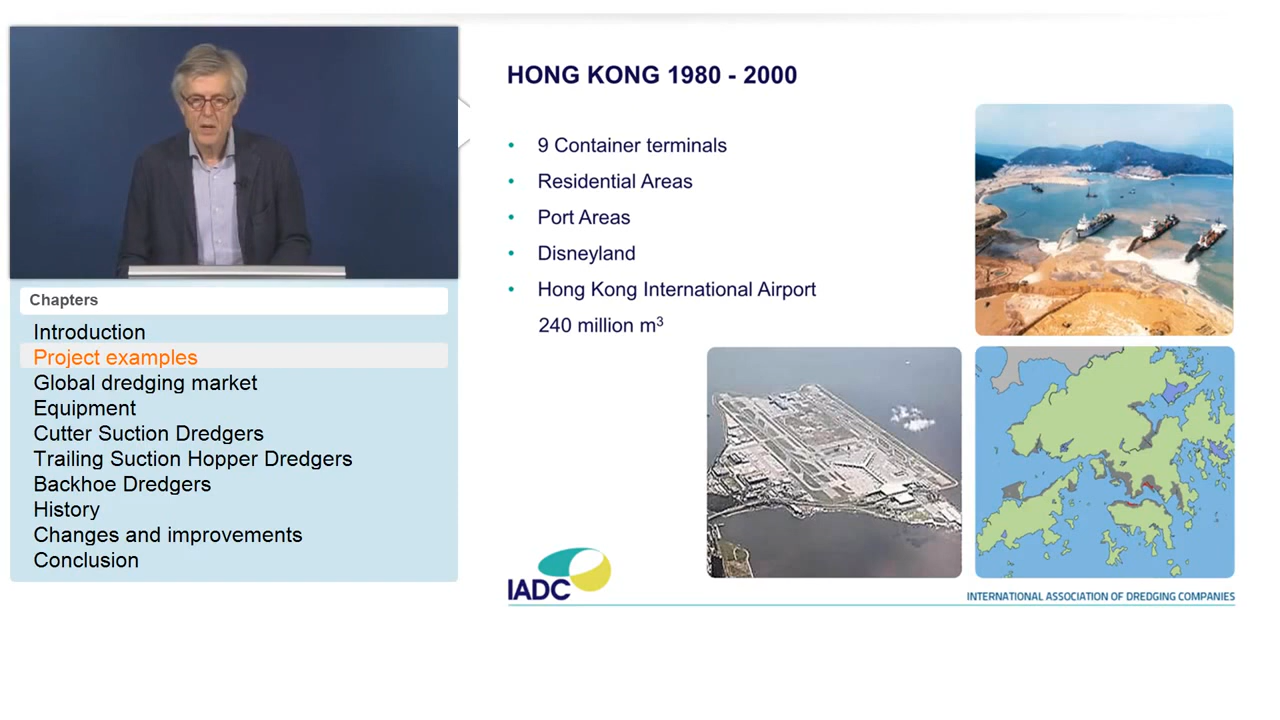 HONG KONG 1980 - 2000
• 9 Container terminals
• Residential Areas
• Port Areas
• Disneyland
• Hong Kong International Airport
240 million m³
Chapters
Introduction
Project examples
Global dredging market
Equipment
Cutter Suction Dredgers
Trailing Suction Hopper Dredgers
Backhoe Dredgers
History
Changes and improvements
Conclusion
IADC
INTERNATIONAL ASSOCIATION OF DREDGING COMPANIES